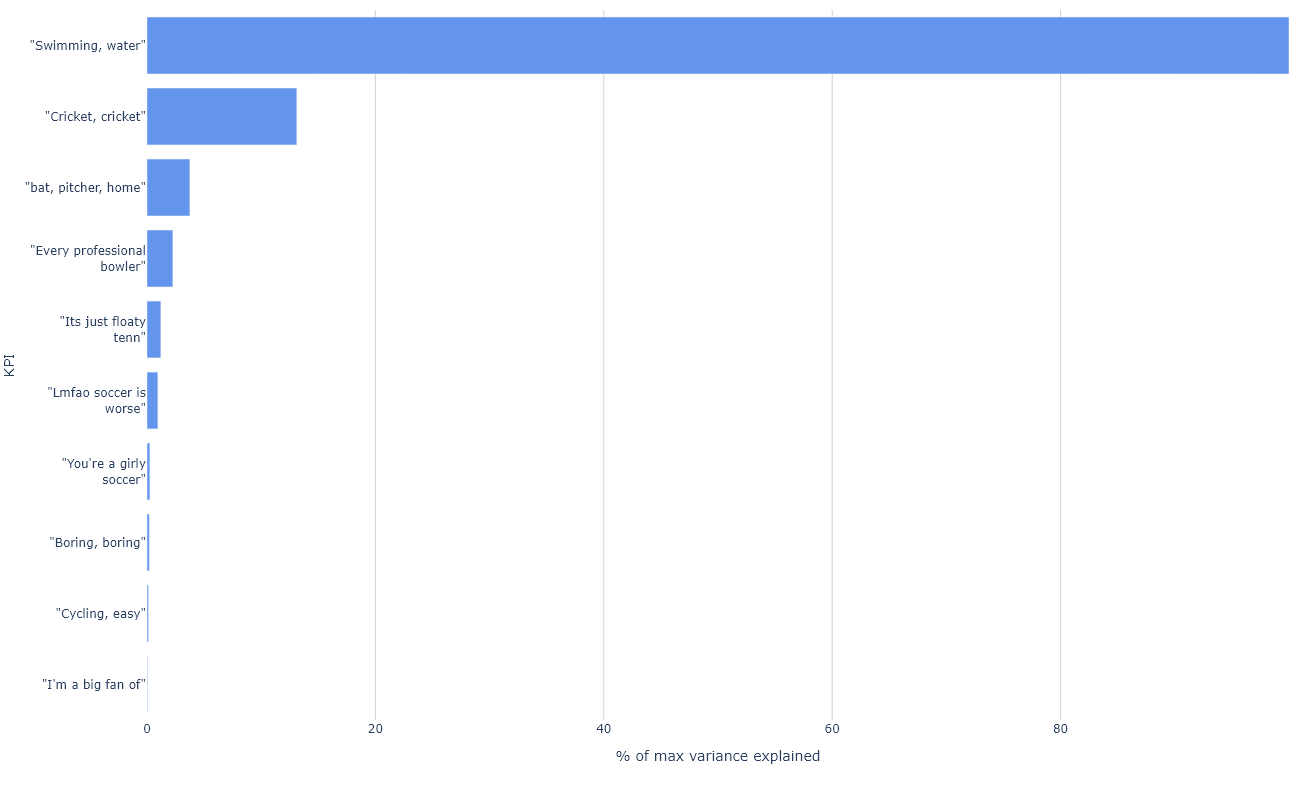 "Swimming, water"
"Cricket, cricket"
"bat, pitcher, home"
"Every professional
bowler"
"Its just floaty
tenn"
"Lmfao soccer is
worse"
"You're a girly
soccer"
"Boring, boring"
"Cycling, easy"
"I'm a big fan of"
KPI
0 20 40 60 80
% of max variance explained